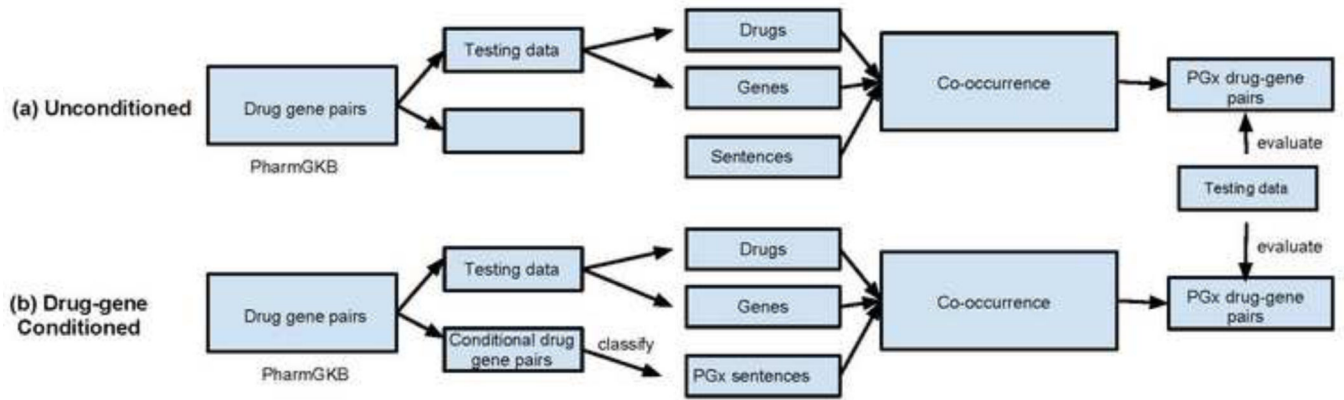 (a) Unconditioned
Drug gene pairs
PharmGKB
Testing data
Drugs
Genes
Sentences
Co-occurrence
PGx drug-gene
pairs
evaluate
Testing data
evaluate
(b) Drug-gene
Conditioned
Drug gene pairs
PharmGKB
Testing data
Conditional drug
gene pairs
classify
Drugs
Genes
PGx sentences
Co-occurrence
PGx drug-gene
pairs